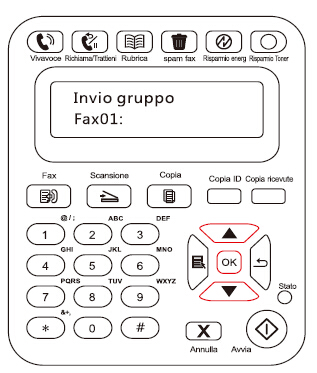 Vivavoce Richiama/Trattieni Rubrica spam fax Risparmio energ Risparmio Toner
Invio gruppo
Fax01:
Fax Scansione Copia Copia ID Copia ricevute
@/: ABC DEF
1 2 3
GHI JKL MNO
4 5 6 OK
PQRS TUV WXYZ
7 8 9 Stato
&+,
* 0 # X
Annulla Avvia